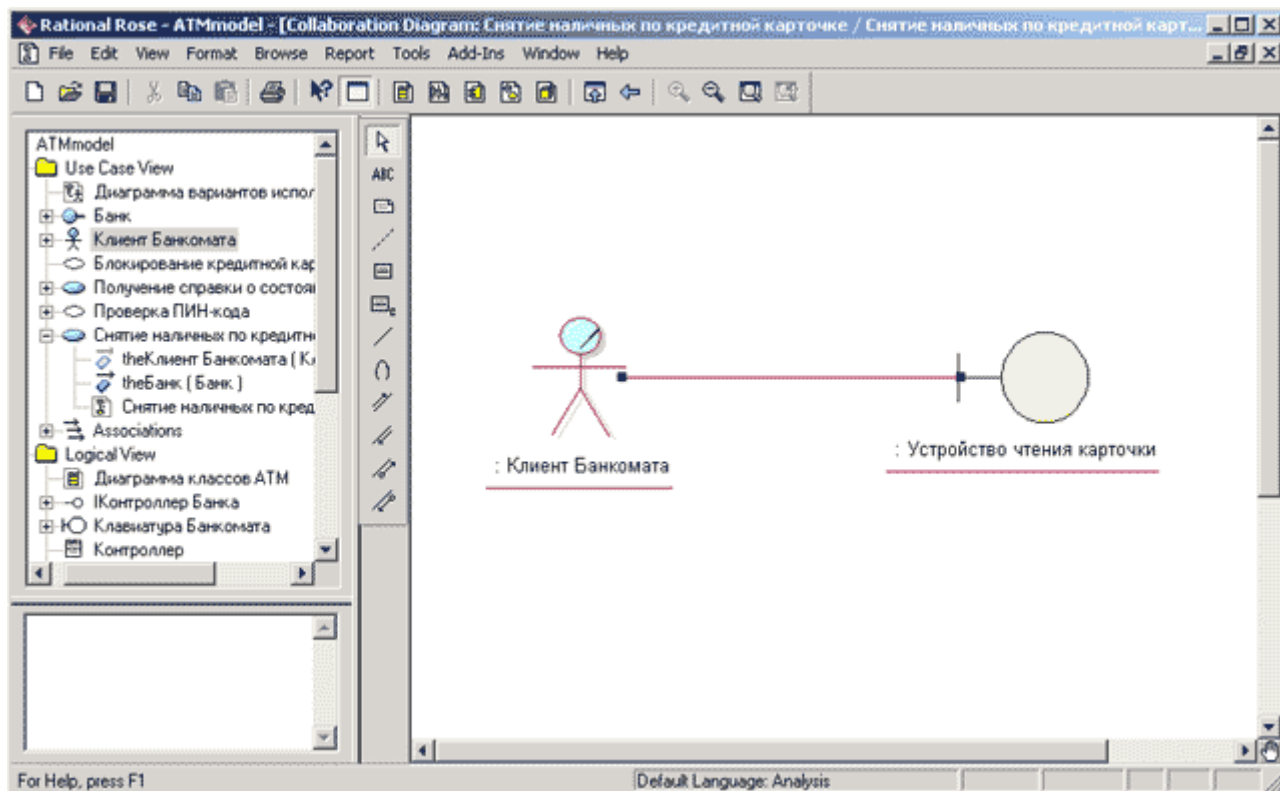 Rational Rose - ATMmodel - [Collaboration Diagram: Снятие наличных по кредитной карточке / Снятие наличных по кредитной карт...
File Edit View Format Browse Report Tools Add-Ins Window Help
ATMmodel
Use Case View
Диаграмма вариантов испол
Банк
Клиент Банкомата
Блокирование кредитной кар
Получение справки о состоя
Проверка ПИН-кода
Снятие наличных по кредитн
theКлиент Банкомата ( Кл
theБанк ( Банк )
Снятие наличных по кред
Associations
Logical View
Диаграмма классов АТМ
IКонтроллер Банка
Клавиатура Банкомата
Контроллер
ABC
: Клиент Банкомата
: Устройство чтения карточки
For Help, press F1
Default Language: Analysis